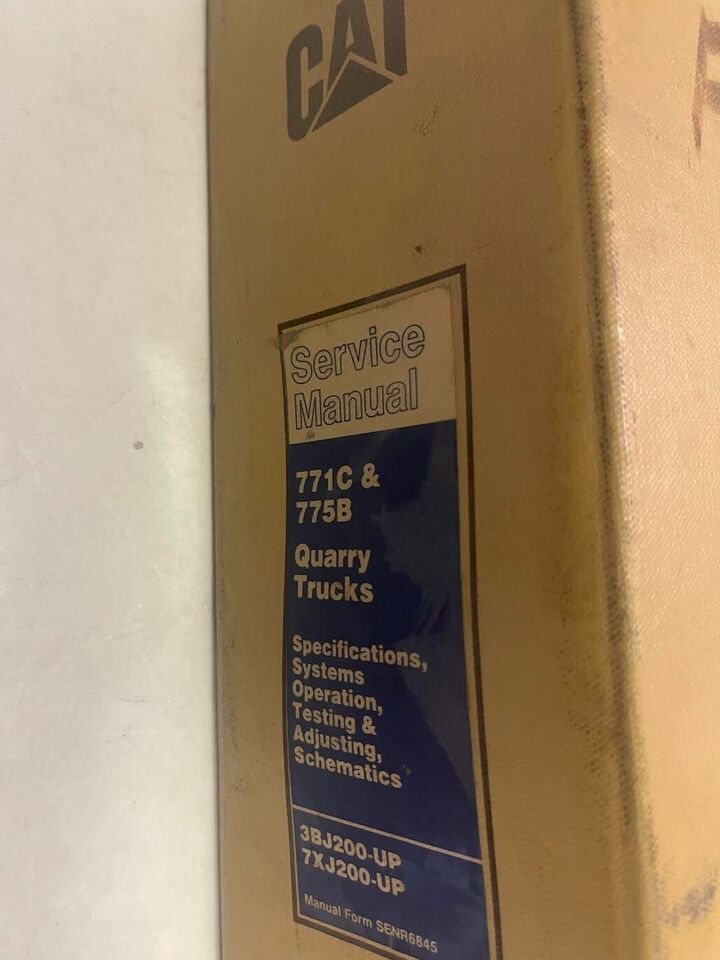 CAT
Service
Manual
771C &
775B
Quarry
Trucks
Specifications,
Systems
Operation,
Testing &
Adjusting,
Schematics
3BJ200-UP
7XJ200-UP
Manual Form SENR6845